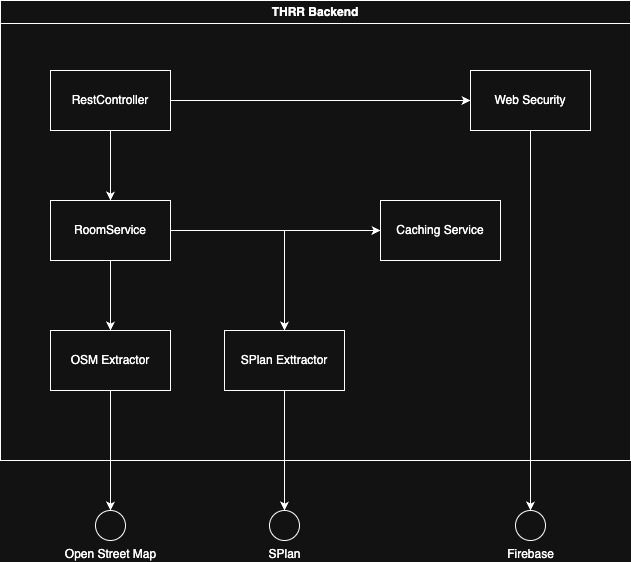 THRR Backend
RestController
Web Security
RoomService
Caching Service
OSM Extractor
SPlan Exttractor
Open Street Map
SPlan
Firebase